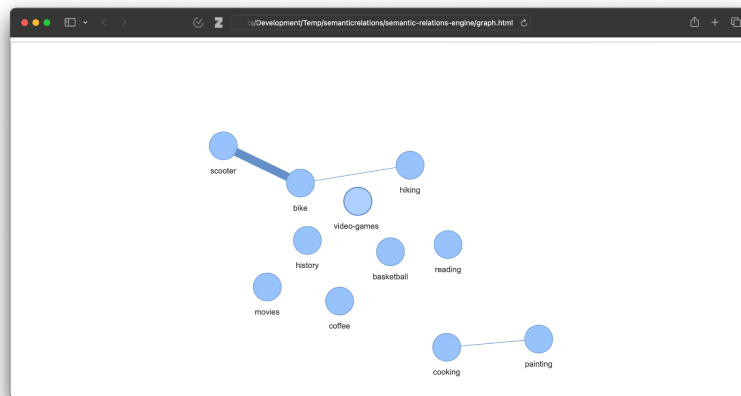 /Development/Temp/semanticrelations/semantic-relations-engine/graph.html
scooter
hiking
bike
video-games
history
reading
basketball
movies
coffee
cooking
painting